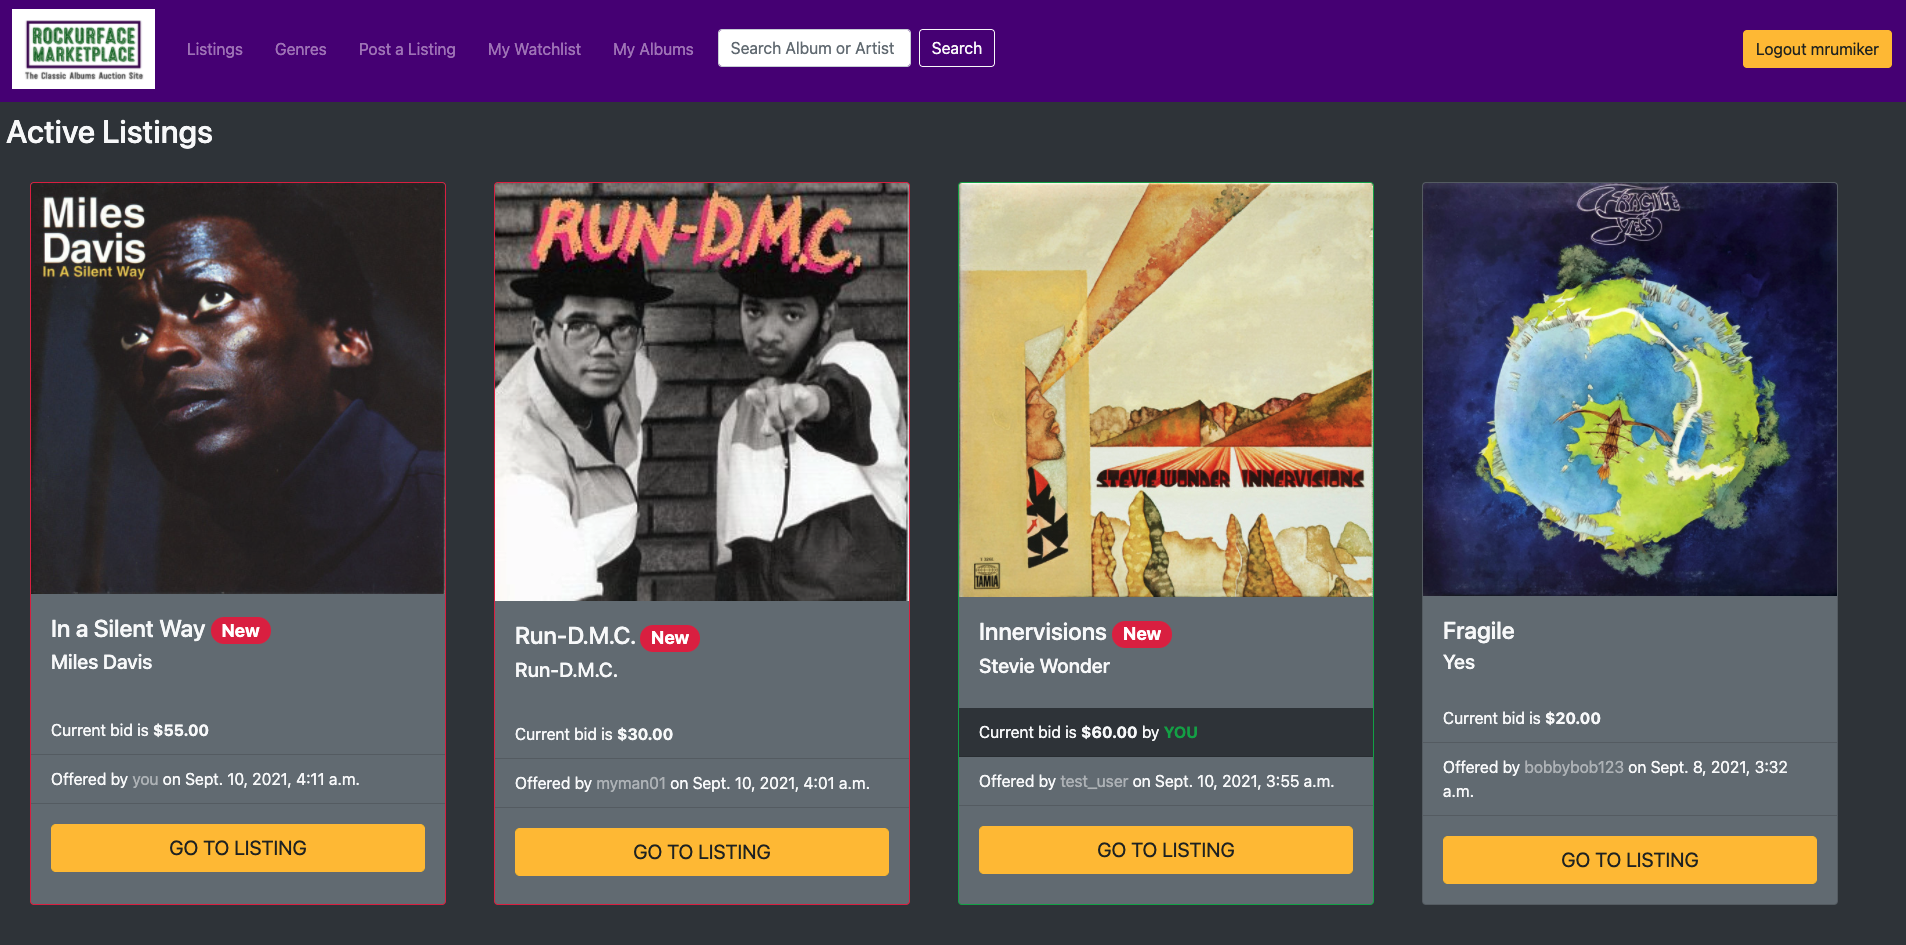 ROCKURFACE
MARKETPLACE
The Classic Albums Auction Site
Listings
Genres
Post a Listing
My Watchlist
My Albums
Search Album or Artist
Search
Logout mrumiker
Active Listings
Miles
Davis
In A Silent Way
In a Silent Way New
Miles Davis
Current bid is $55.00
Offered by you on Sept. 10, 2021, 4:11 a.m.
GO TO LISTING
RUN-D.M.C.
Run-D.M.C. New
Run-D.M.C.
Current bid is $30.00
Offered by myman01 on Sept. 10, 2021, 4:01 a.m.
GO TO LISTING
STEVIE WONDER INNERVISIONS
TAMLA
Innervisions New
Stevie Wonder
Current bid is $60.00 by YOU
Offered by test_user on Sept. 10, 2021, 3:55 a.m.
GO TO LISTING
FRAGILE
YES
Fragile
Yes
Current bid is $20.00
Offered by bobbybob123 on Sept. 8, 2021, 3:32
a.m.
GO TO LISTING